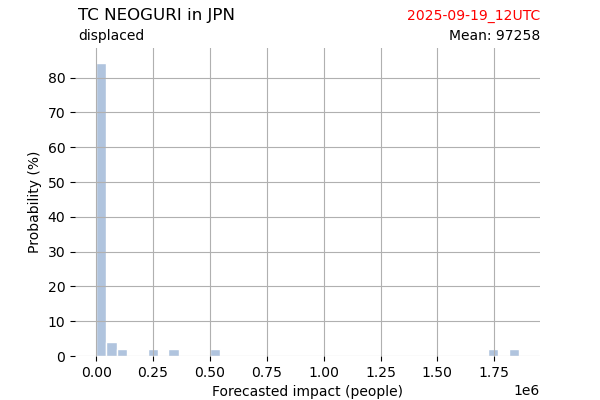 TC NEOGURI in JPN
2025-09-19_12UTC
displaced
Mean: 97258
80
70
60
50
40
30
20
10
0
Probability (%)
0.00 0.25 0.50 0.75 1.00 1.25 1.50 1.75
1e6
Forecasted impact (people)